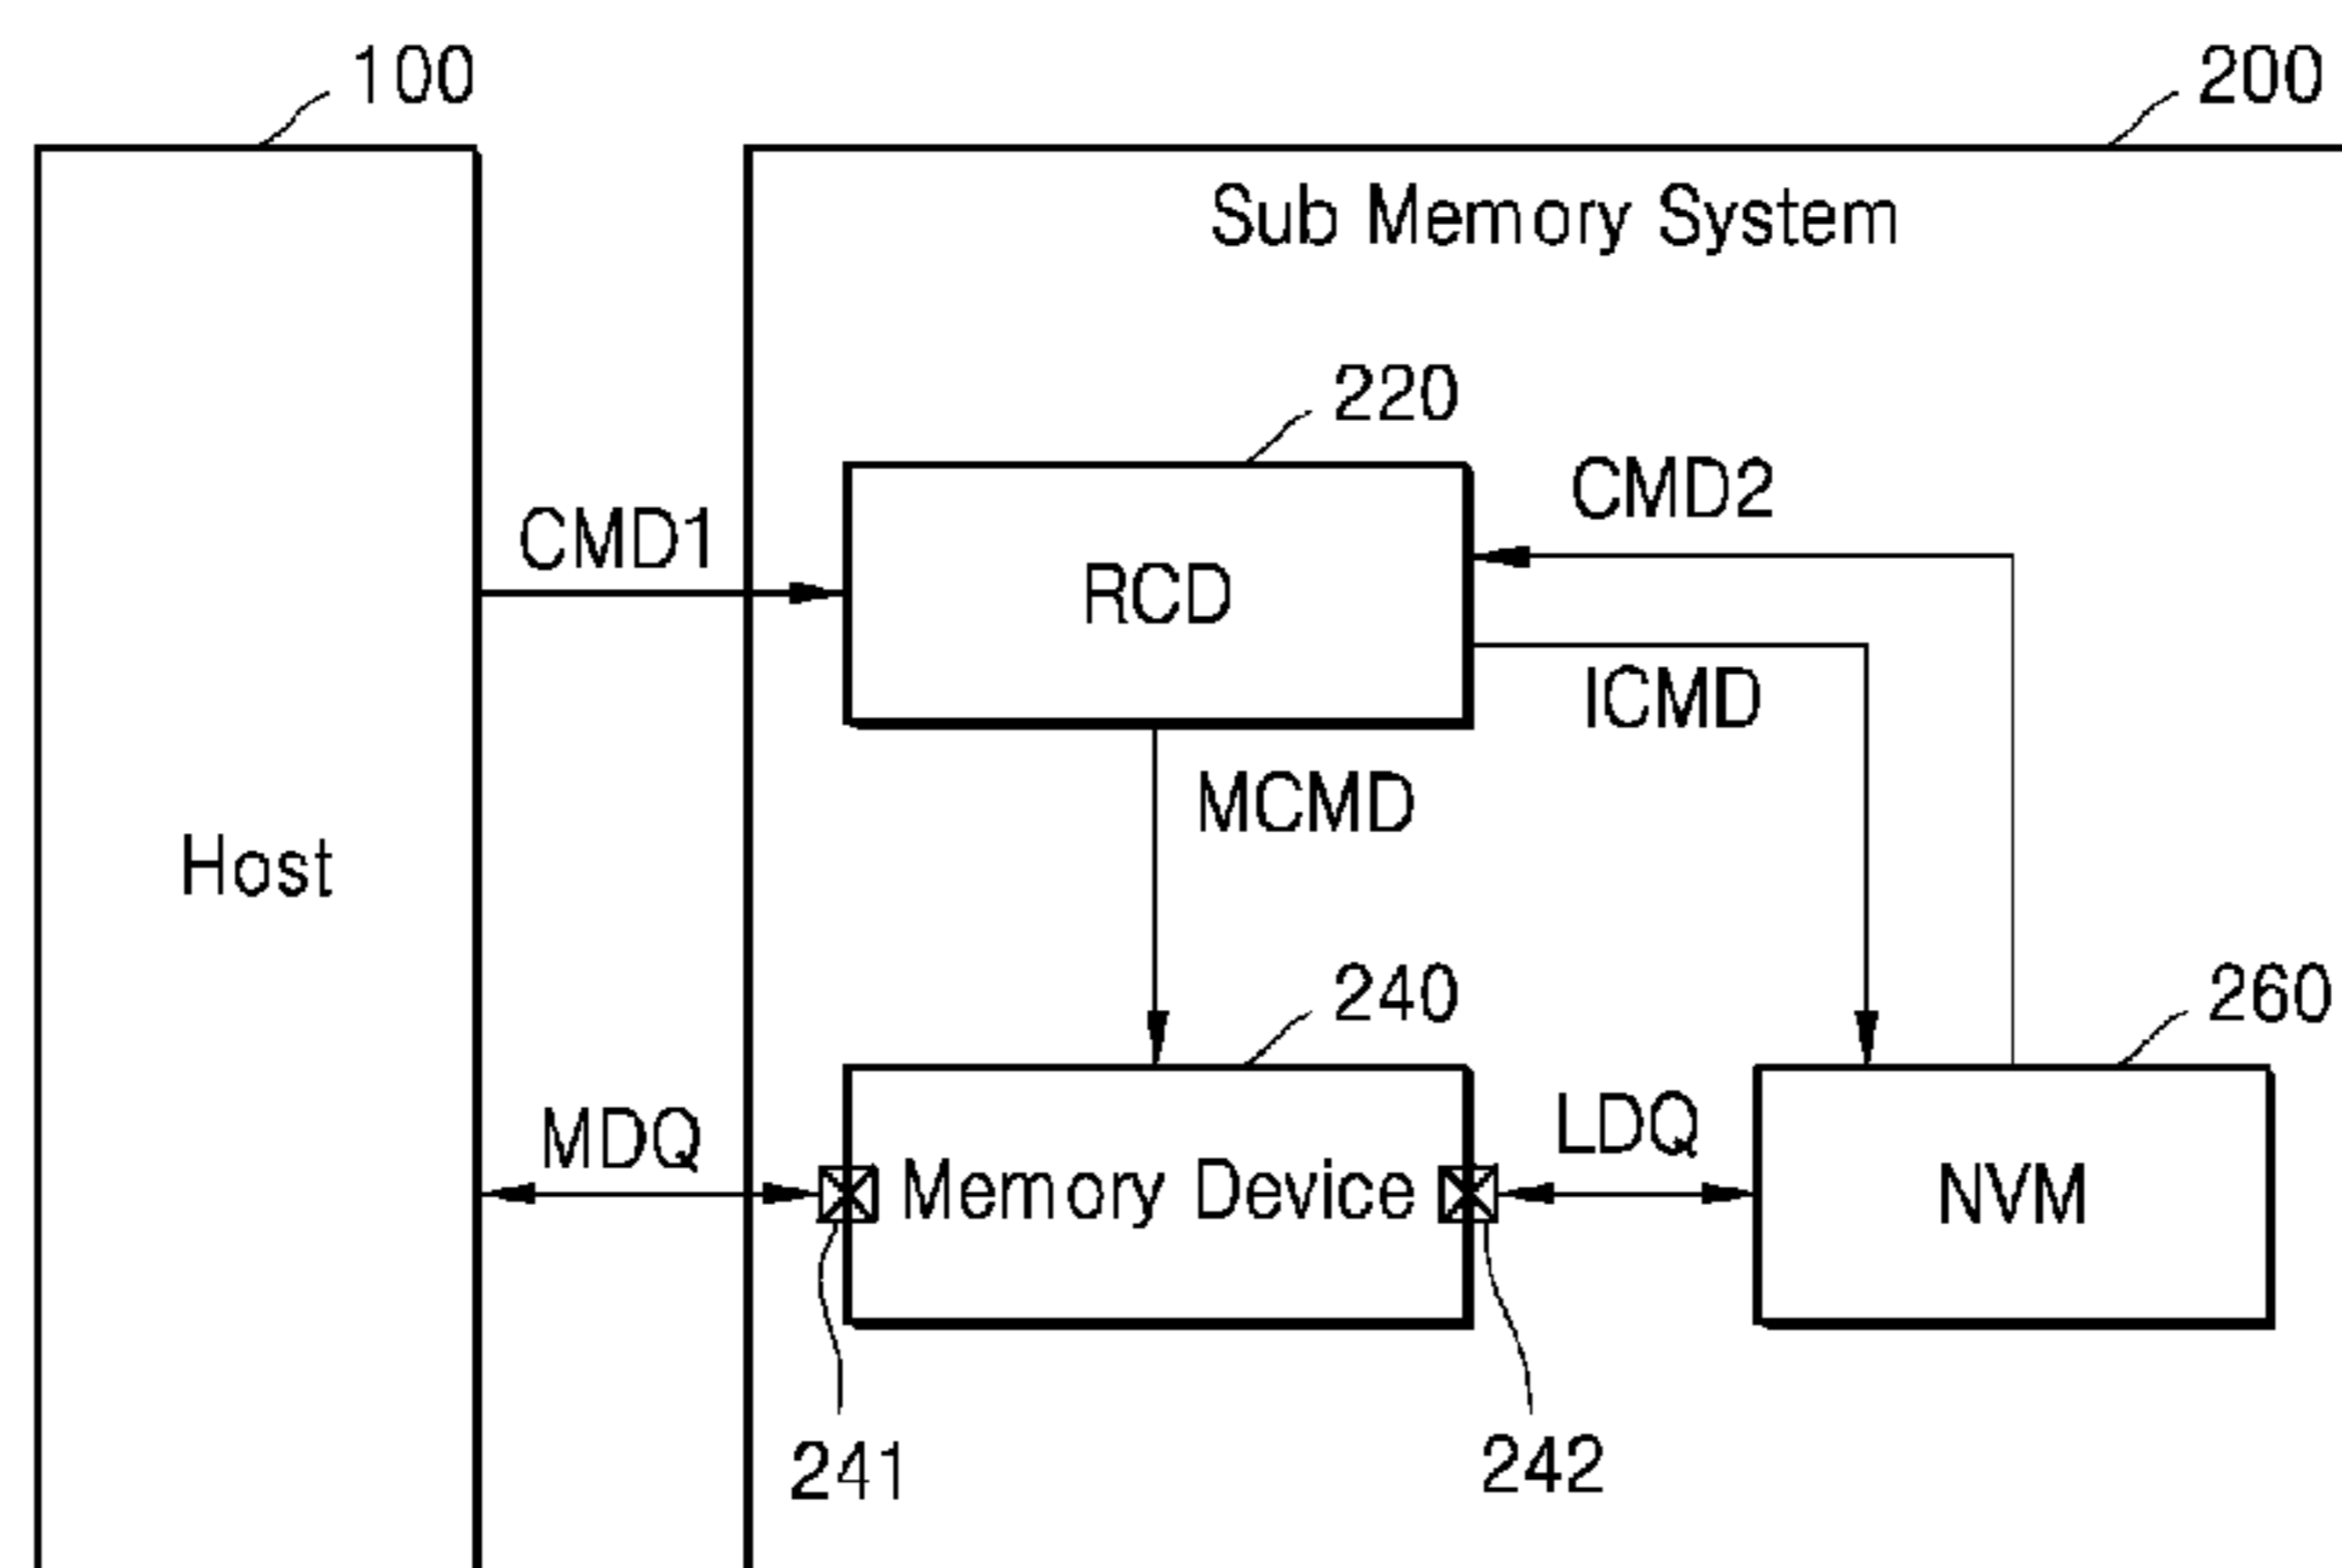 100
200
Sub Memory System
220
CMD1
CMD2
RCD
ICMD
MCMD
Host
240
260
MDQ
LDQ
Memory Device
NVM
241
242